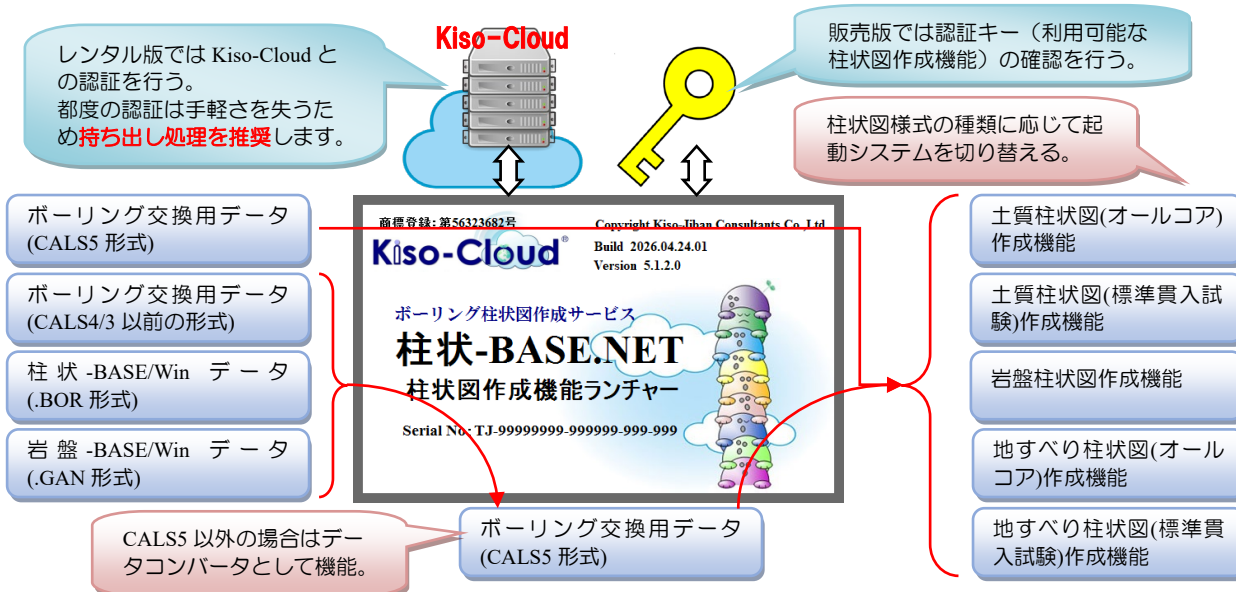 レンタル版では Kiso-Cloud と
の認証を行う。
都度の認証は手軽さを失うた
め持ち出し処理を推奨します。
Kiso-Cloud
販売版では認証キー（利用可能な
柱状図作成機能）の確認を行う。
柱状図様式の種類に応じて起
動システムを切り替える。
ボーリング交換用データ
(CALS5 形式)
ボーリング交換用データ
(CALS4/3 以前の形式)
柱状-BASE/Win データ
(.BOR 形式)
岩盤-BASE/Win データ
(.GAN 形式)
商標登録: 第56323682号
Copyright Kiso-Jiban Consultants Co.,Ltd
Kiso-Cloud®
Build 2026.04.24.01
Version 5.1.2.0
ボーリング柱状図作成サービス
柱状-BASE.NET
柱状図作成機能ランチャー
Serial No: TJ-99999999-999999-999-999
土質柱状図(オールコア)
作成機能
土質柱状図(標準貫入試
験)作成機能
岩盤柱状図作成機能
地すべり柱状図(オール
コア)作成機能
地すべり柱状図(標準貫
入試験)作成機能
CALS5 以外の場合はデー
タコンバータとして機能。
ボーリング交換用データ
(CALS5 形式)